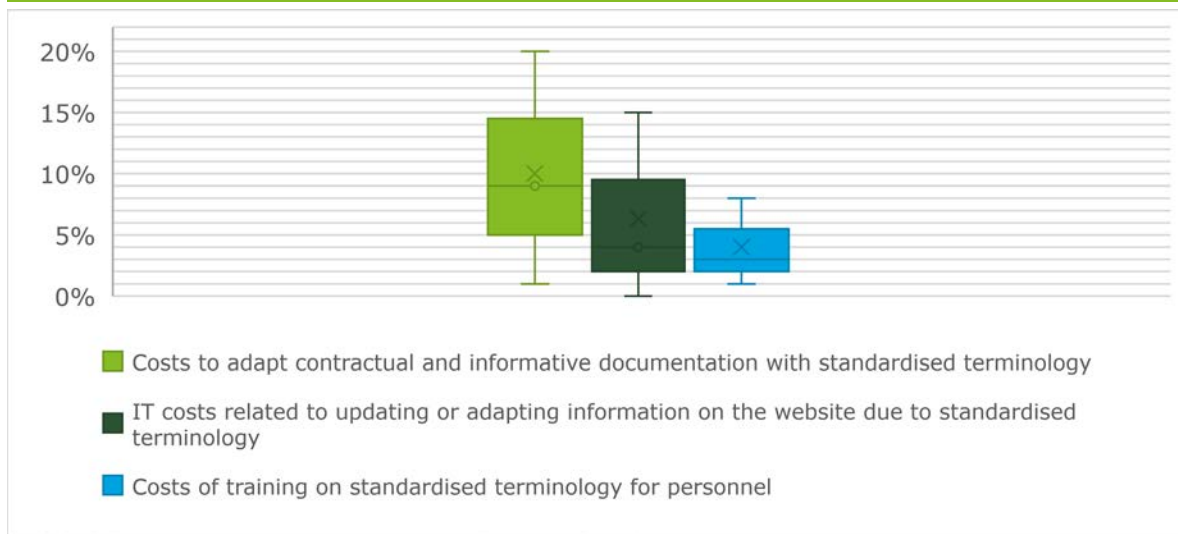 20%
15%
10%
5%
0%
Costs to adapt contractual and informative documentation with standardised terminology
IT costs related to updating or adapting information on the website due to standardised
terminology
Costs of training on standardised terminology for personnel